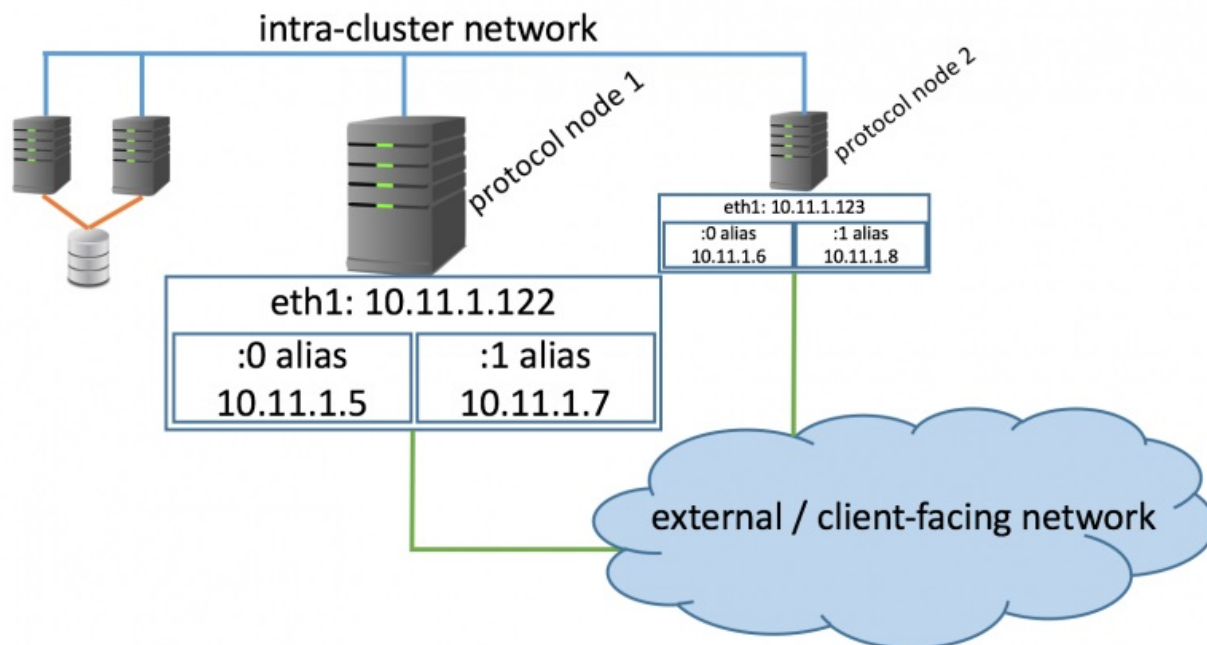 intra-cluster network
protocol node 1
protocol node 2
eth1: 10.11.1.123
:0 alias
10.11.1.6
:1 alias
10.11.1.8
eth1: 10.11.1.122
:0 alias
10.11.1.5
:1 alias
10.11.1.7
external / client-facing network